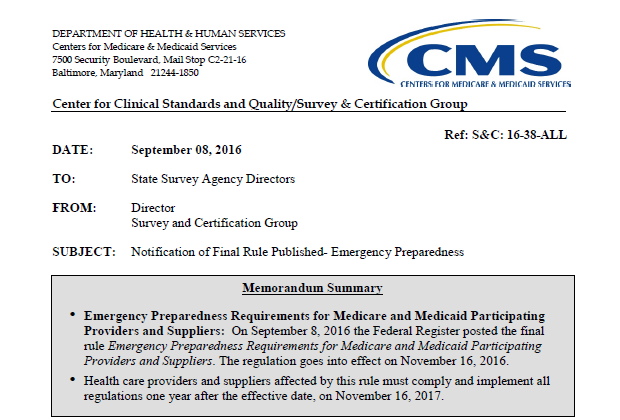 DEPARTMENT OF HEALTH & HUMAN SERVICES
Centers for Medicare & Medicaid Services
7500 Security Boulevard, Mail Stop C2-21-16
Baltimore, Maryland 21244-1850
CMS
CENTERS FOR MEDICARE & MEDICAID SERVICES
Center for Clinical Standards and Quality/Survey & Certification Group
Ref: S&C: 16-38-ALL
DATE: September 08, 2016
TO: State Survey Agency Directors
FROM: Director
Survey and Certification Group
SUBJECT: Notification of Final Rule Published- Emergency Preparedness
Memorandum Summary
• Emergency Preparedness Requirements for Medicare and Medicaid Participating
Providers and Suppliers: On September 8, 2016 the Federal Register posted the final
rule Emergency Preparedness Requirements for Medicare and Medicaid Participating
Providers and Suppliers. The regulation goes into effect on November 16, 2016.
• Health care providers and suppliers affected by this rule must comply and implement all
regulations one year after the effective date, on November 16, 2017.